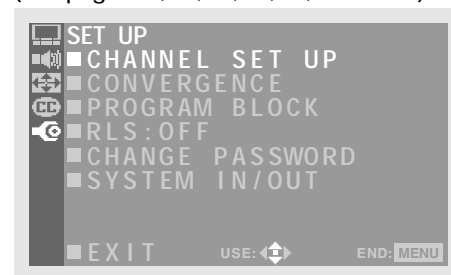 SET UP
CHANNEL SET UP
CONVERGENCE
CC PROGRAM BLOCK
RLS:OFF
CHANGE PASSWORD
SYSTEM IN/OUT
EXIT USE: END: MENU